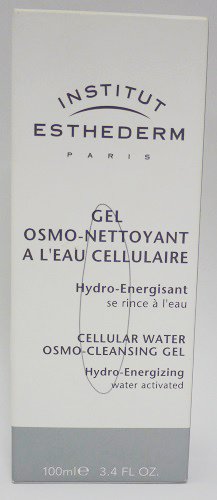 INSTITUT
ESTHEDERM
PARIS
GEL
OSMO-NETTOYANT
A L'EAU CELLULAIRE
Hydro-Energisant
se rince à l'eau
CELLULAR WATER
OSMO-CLEANSING GEL
Hydro-Energizing
water activated
100ml℮ 3.4 FL OZ.